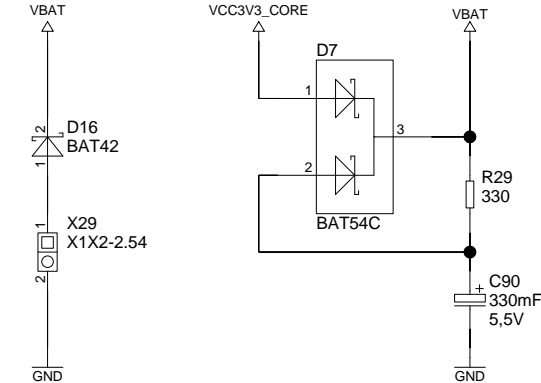 VBAT
VCC3V3_CORE
VBAT
D7
1
2
3
BAT54C
2
D16
BAT42
1
1
X29
X1X2-2.54
2
R29
330
+
C90
330mF
5,5V
GND
GND